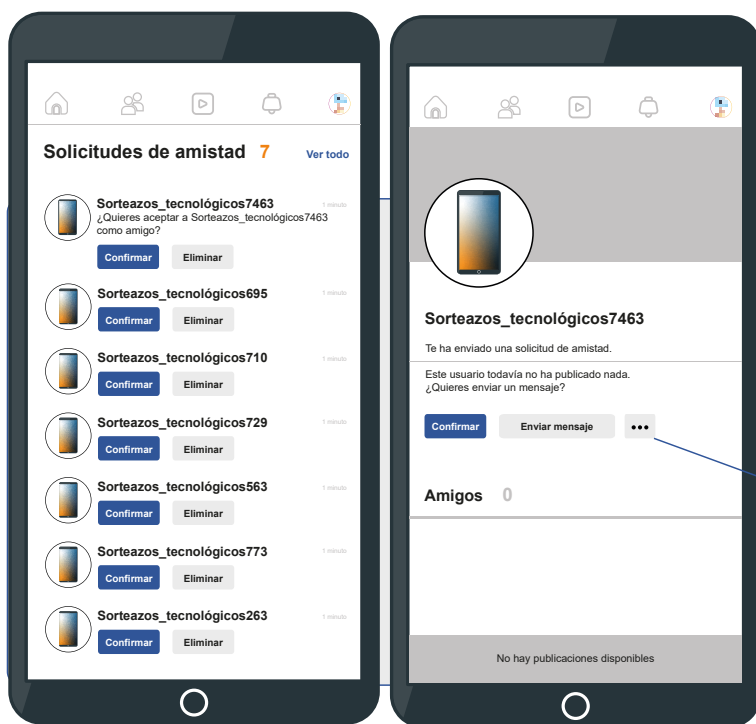 Solicitudes de amistad 7 Ver todo
Sorteazos_tecnológicos7463 1 minuto
¿Quieres aceptar a Sorteazos_tecnológicos7463
como amigo?
Confirmar Eliminar
Sorteazos_tecnológicos695 1 minuto
Confirmar Eliminar
Sorteazos_tecnológicos710 1 minuto
Confirmar Eliminar
Sorteazos_tecnológicos729 1 minuto
Confirmar Eliminar
Sorteazos_tecnológicos563 1 minuto
Confirmar Eliminar
Sorteazos_tecnológicos773 1 minuto
Confirmar Eliminar
Sorteazos_tecnológicos263 1 minuto
Confirmar Eliminar
Sorteazos_tecnológicos7463
Te ha enviado una solicitud de amistad.
Este usuario todavía no ha publicado nada.
¿Quieres enviar un mensaje?
Confirmar Enviar mensaje •••
Amigos 0
No hay publicaciones disponibles